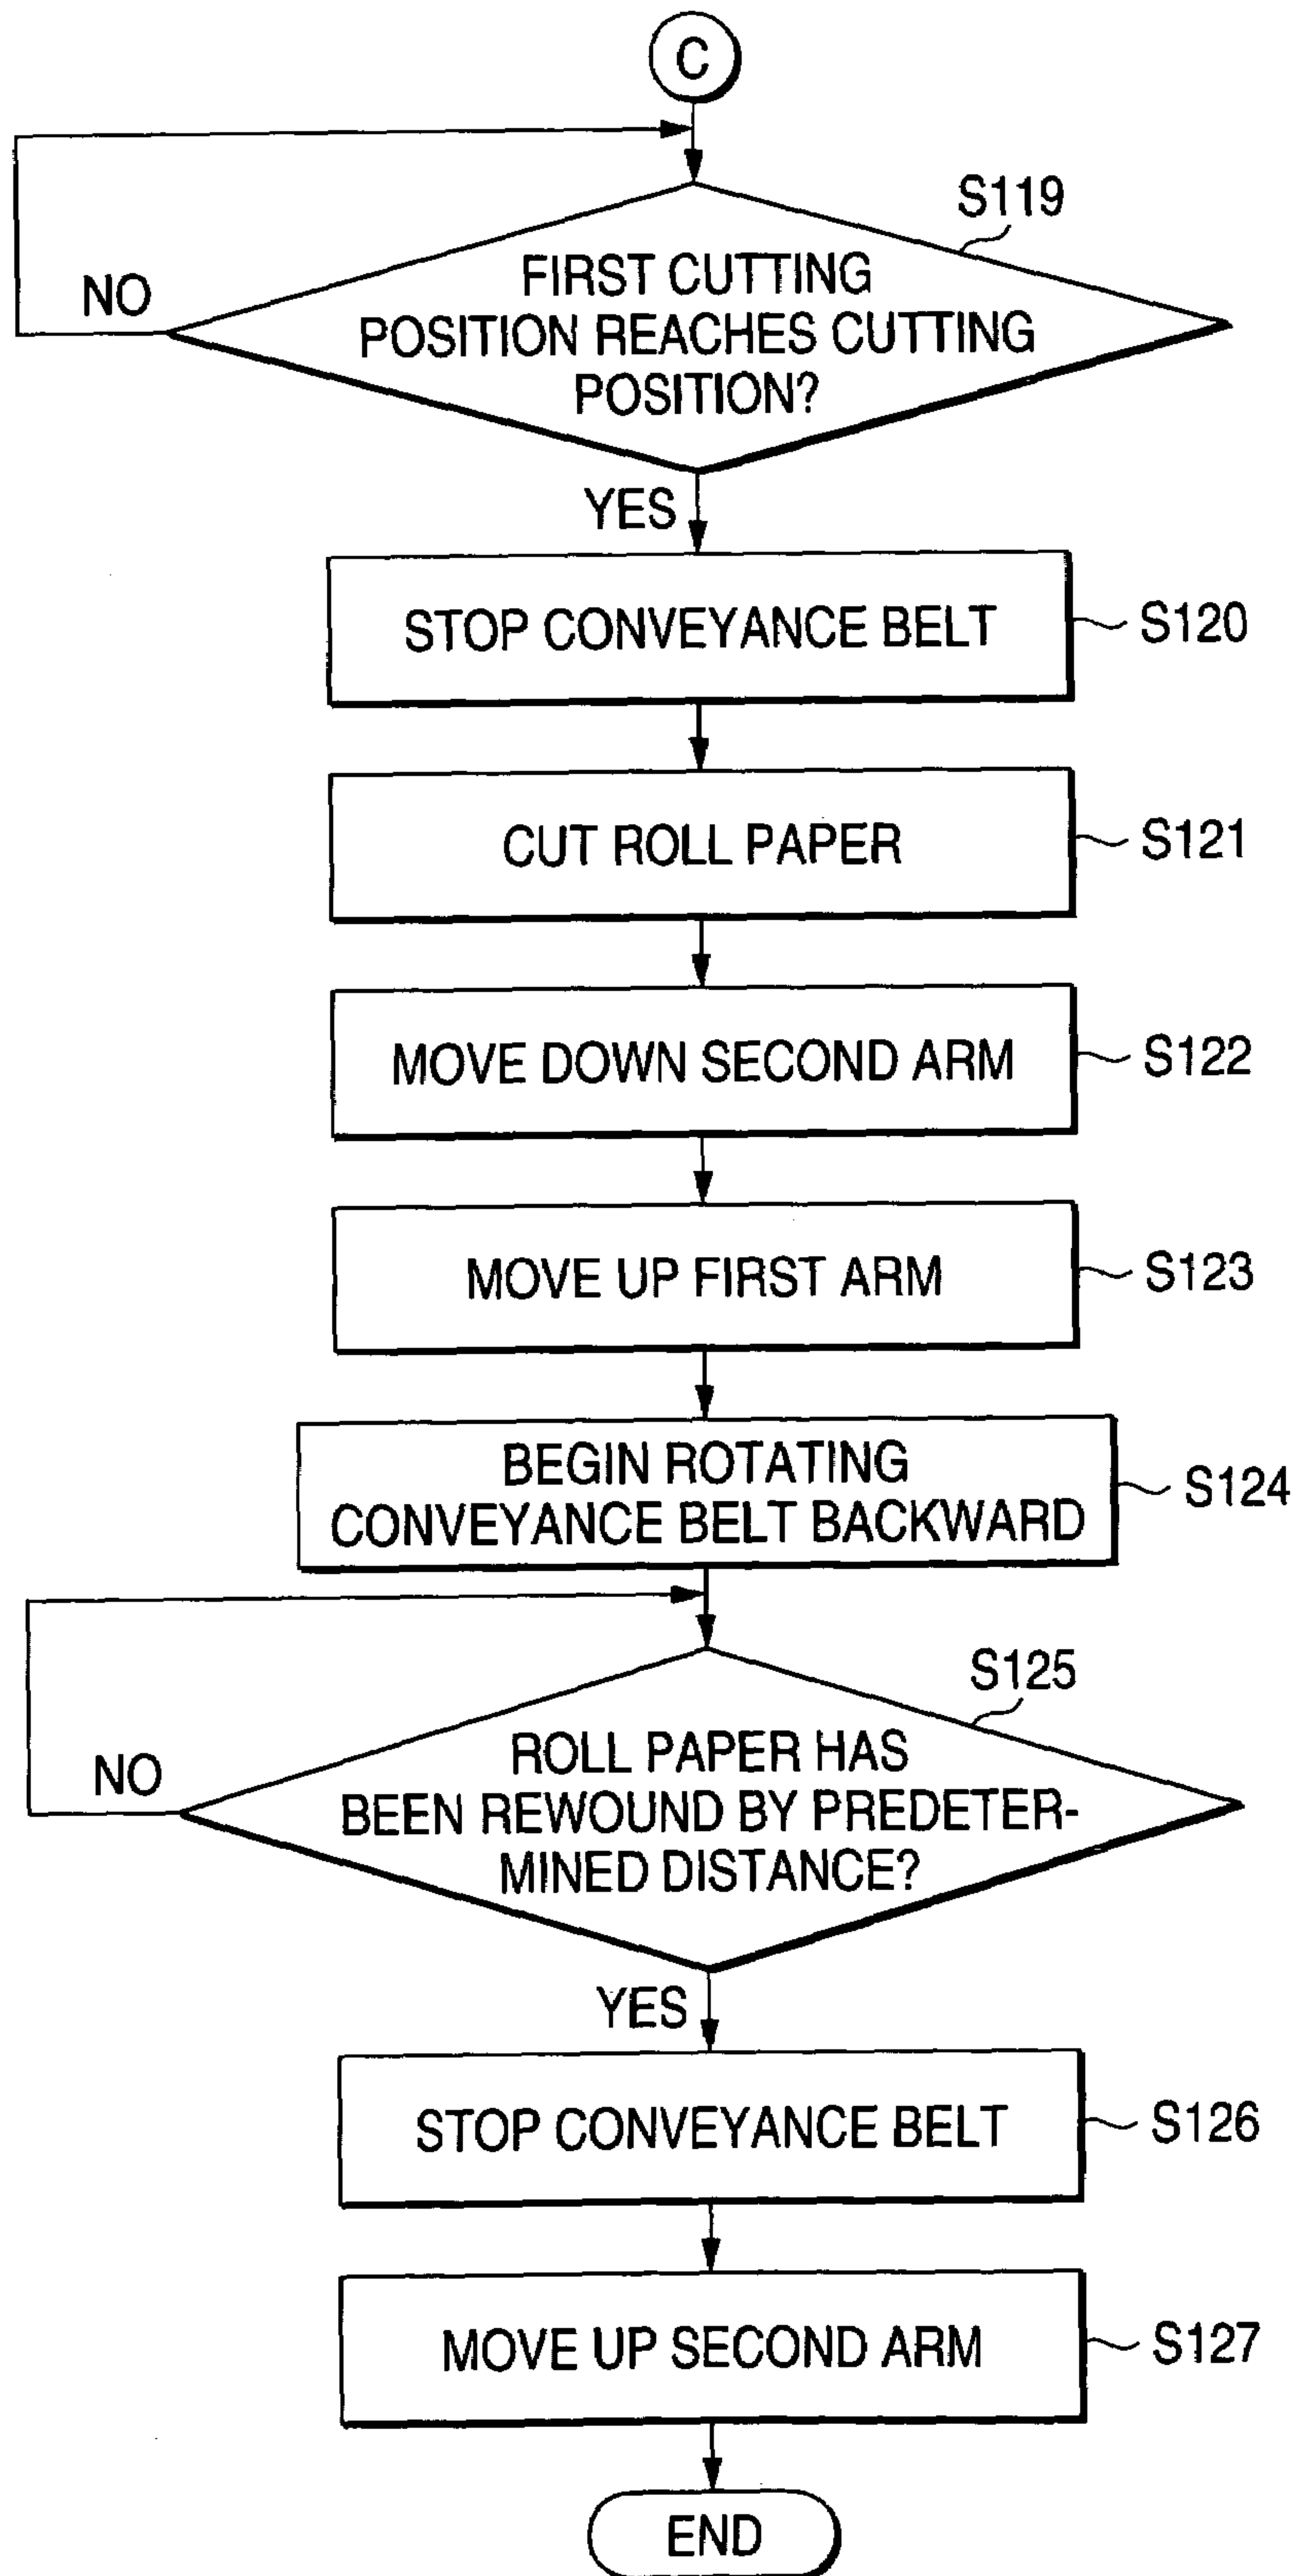 C
S119
NO
FIRST CUTTING
POSITION REACHES CUTTING
POSITION?
YES
STOP CONVEYANCE BELT
S120
CUT ROLL PAPER
S121
MOVE DOWN SECOND ARM
S122
MOVE UP FIRST ARM
S123
BEGIN ROTATING
CONVEYANCE BELT BACKWARD
S124
S125
NO
ROLL PAPER HAS
BEEN REWOUND BY PREDETER-
MINED DISTANCE?
YES
STOP CONVEYANCE BELT
S126
MOVE UP SECOND ARM
S127
END